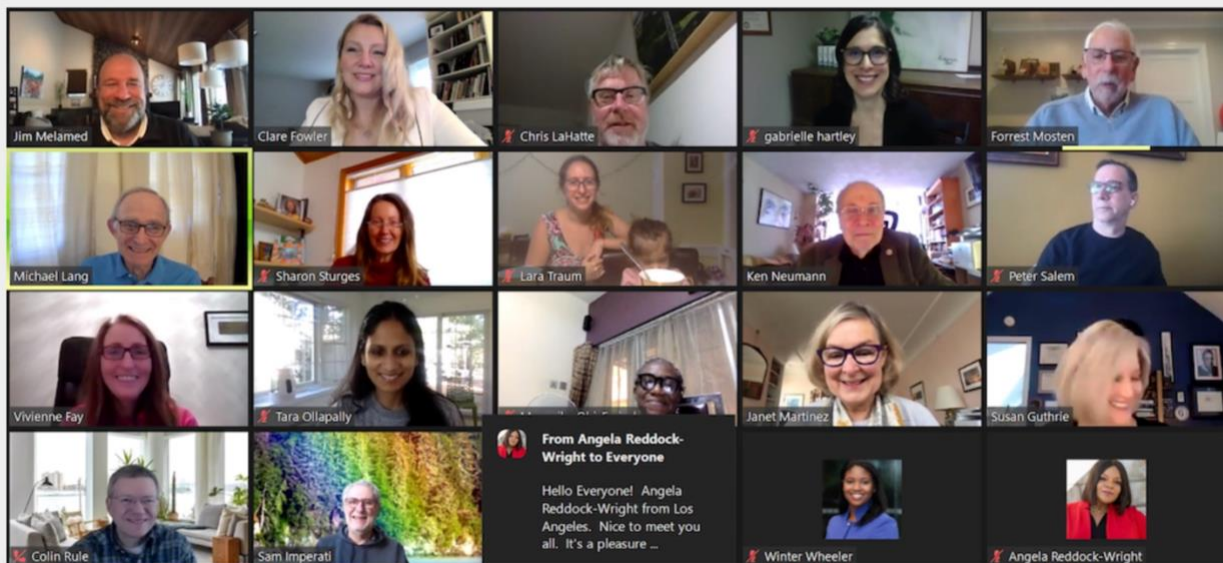 Jim Melamed
Clare Fowler
Chris LaHatte
gabrielle hartley
Forrest Mosten
Michael Lang
Sharon Sturges
Lara Traum
Ken Neumann
Peter Salem
Vivienne Fay
Tara Ollapally
Janet Martinez
Susan Guthrie
Colin Rule
Sam Imperati
From Angela Reddock-
Wright to Everyone
Hello Everyone! Angela
Reddock-Wright from Los
Angeles. Nice to meet you
all. It's a pleasure ...
Winter Wheeler
Angela Reddock-Wright